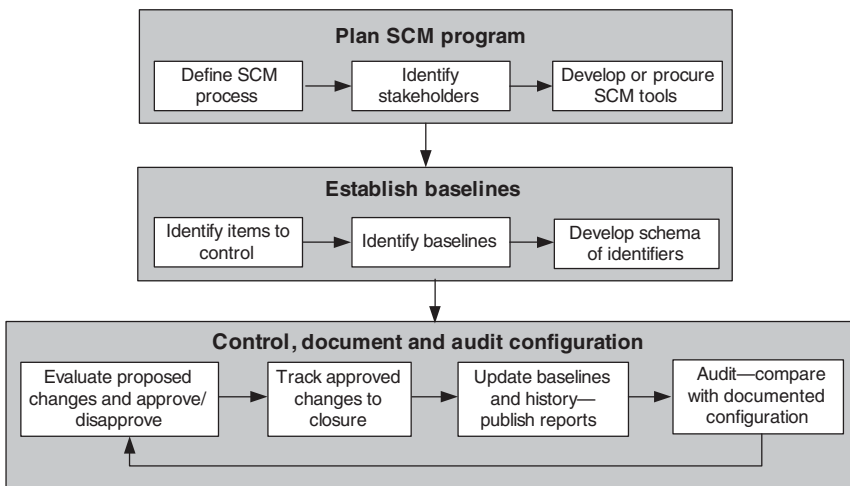 Plan SCM program
Define SCM
process
Identify
stakeholders
Develop or procure
SCM tools
Establish baselines
Identify items to
control
Identify baselines
Develop schema
of identifiers
Control, document and audit configuration
Evaluate proposed
changes and approve/
disapprove
Track approved
changes to
closure
Update baselines
and history—
publish reports
Audit—compare
with documented
configuration